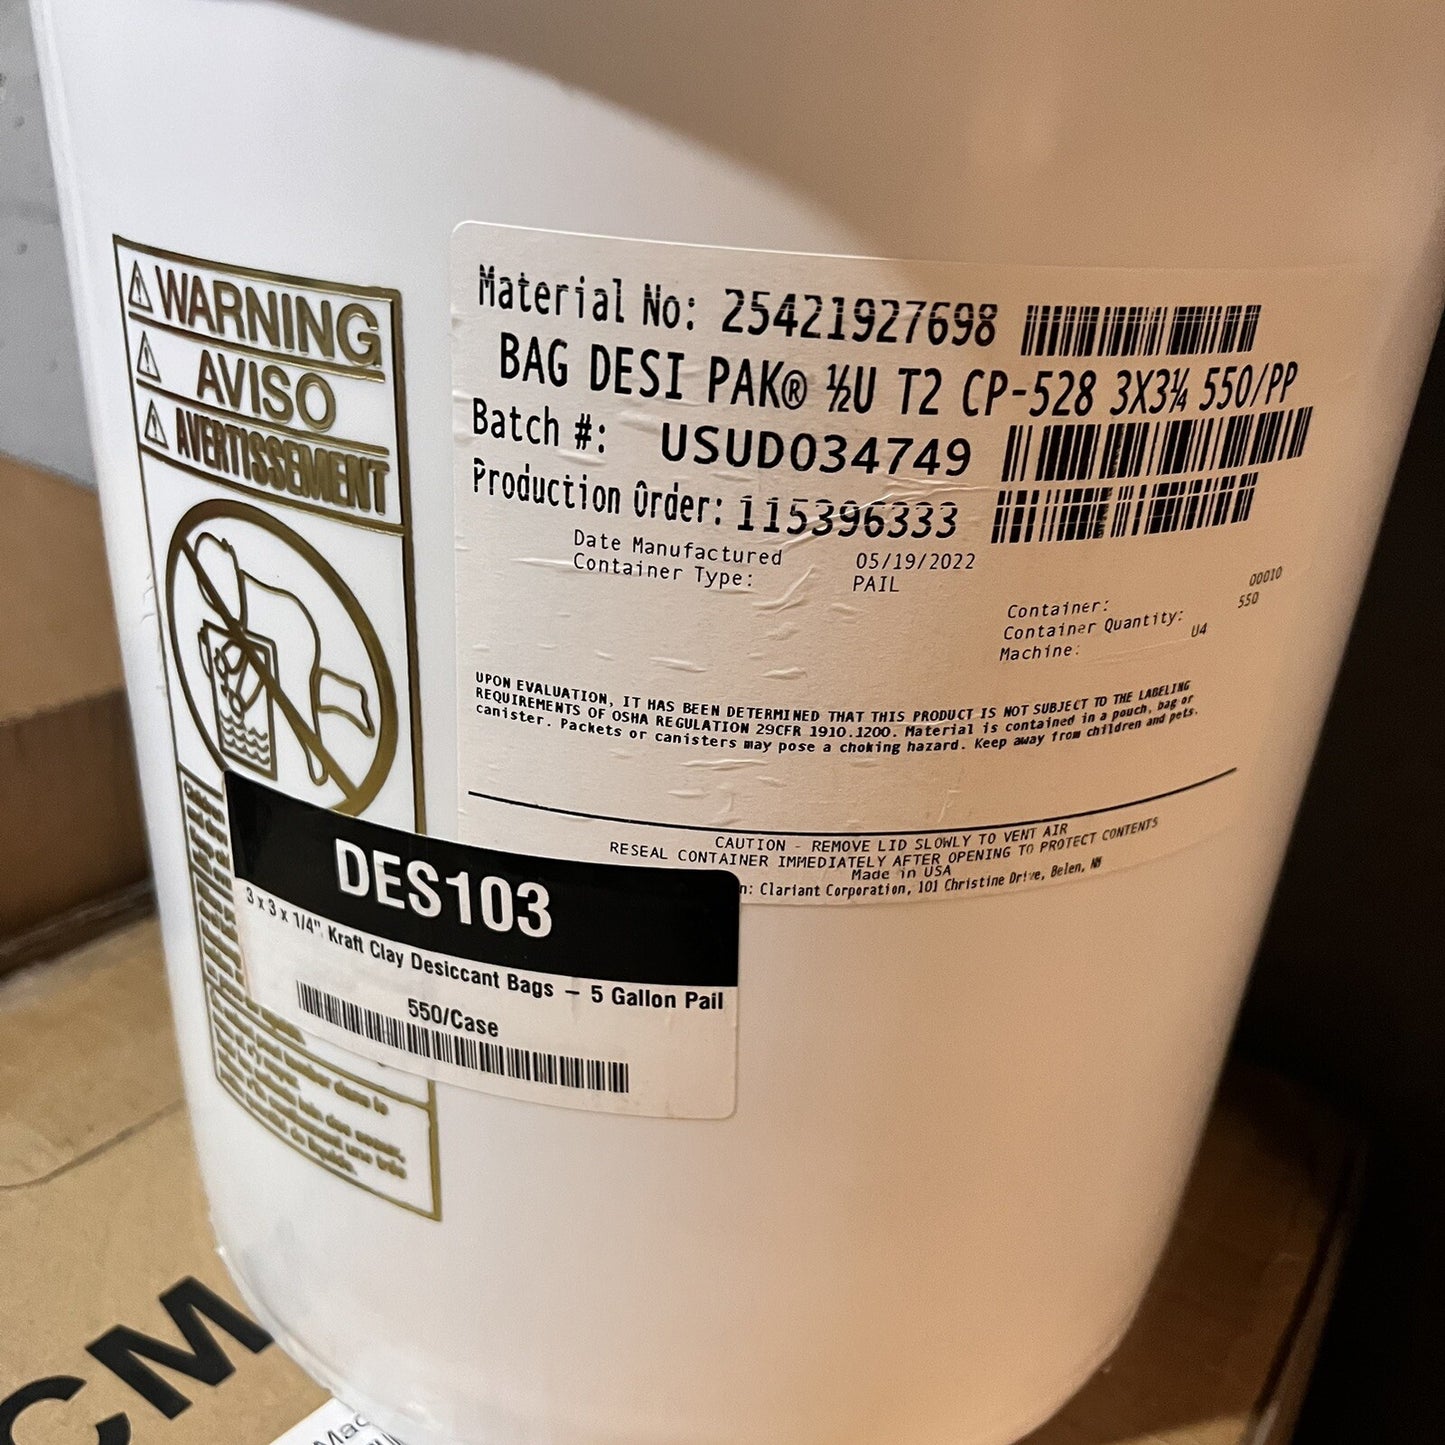 WARNING
AVISO
AVERTISSEMENT
Material No: 25421927698
BAG DESI PAK® ½U T2 CP-528 3X3¼ 550/PP
Batch #: USUD034749
Production Order: 115396333
Date Manufactured 05/19/2022
Container Type: PAIL
Container: 00010
Container Quantity: 550
Machine: U4
UPON EVALUATION, IT HAS BEEN DETERMINED THAT THIS PRODUCT IS NOT SUBJECT TO THE LABELING
REQUIREMENTS OF OSHA REGULATION 29CFR 1910.1200. Material is contained in a pouch, bag or
canister. Packets or canisters may pose a choking hazard. Keep away from children and pets.
CAUTION - REMOVE LID SLOWLY TO VENT AIR
RESEAL CONTAINER IMMEDIATELY AFTER OPENING TO PROTECT CONTENTS
Made in USA
n: Clariant Corporation, 101 Christine Drive, Belen, NM
DES103
3 x 3 x 1/4" Kraft Clay Desiccant Bags – 5 Gallon Pail
550/Case
Children
CM
Mac